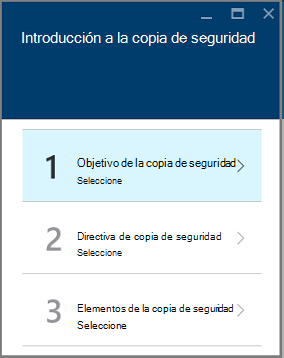 Introducción a la copia de seguridad
1
Objetivo de la copia de seguridad
Seleccione
2
Directiva de copia de seguridad
Seleccione
3
Elementos de la copia de seguridad
Seleccione